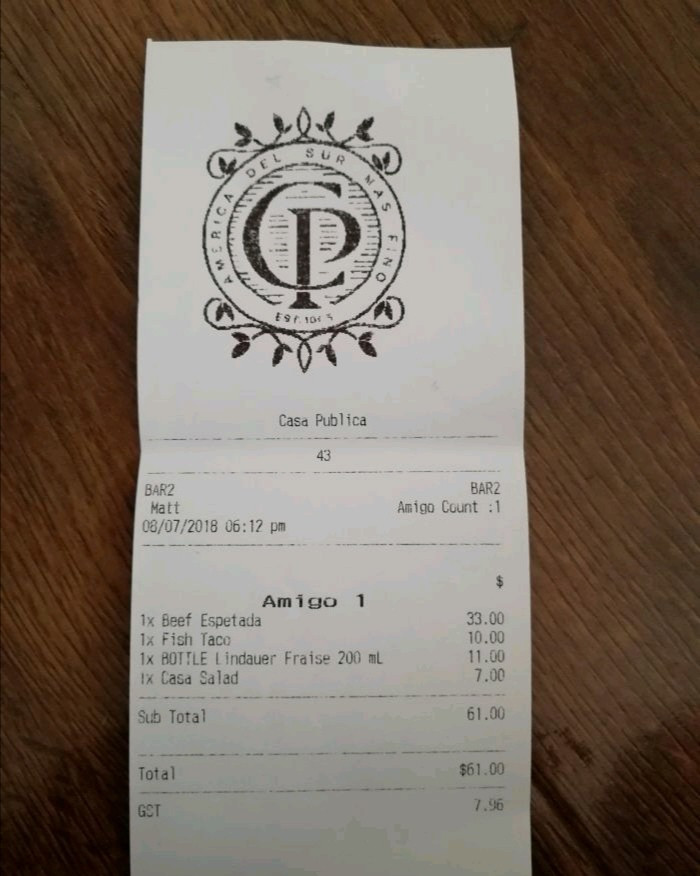 AMERICA DEL SUR MAS FINO
CP
EST.
Casa Publica
43
BAR2 BAR2
Matt Amigo Count :1
08/07/2018 06:12 pm
$
Amigo 1
1x Beef Espetada 33.00
1x Fish Taco 10.00
1x BOTTLE Lindauer Fraise 200 mL 11.00
1x Casa Salad 7.00
Sub Total 61.00
Total $61.00
GST 7.96